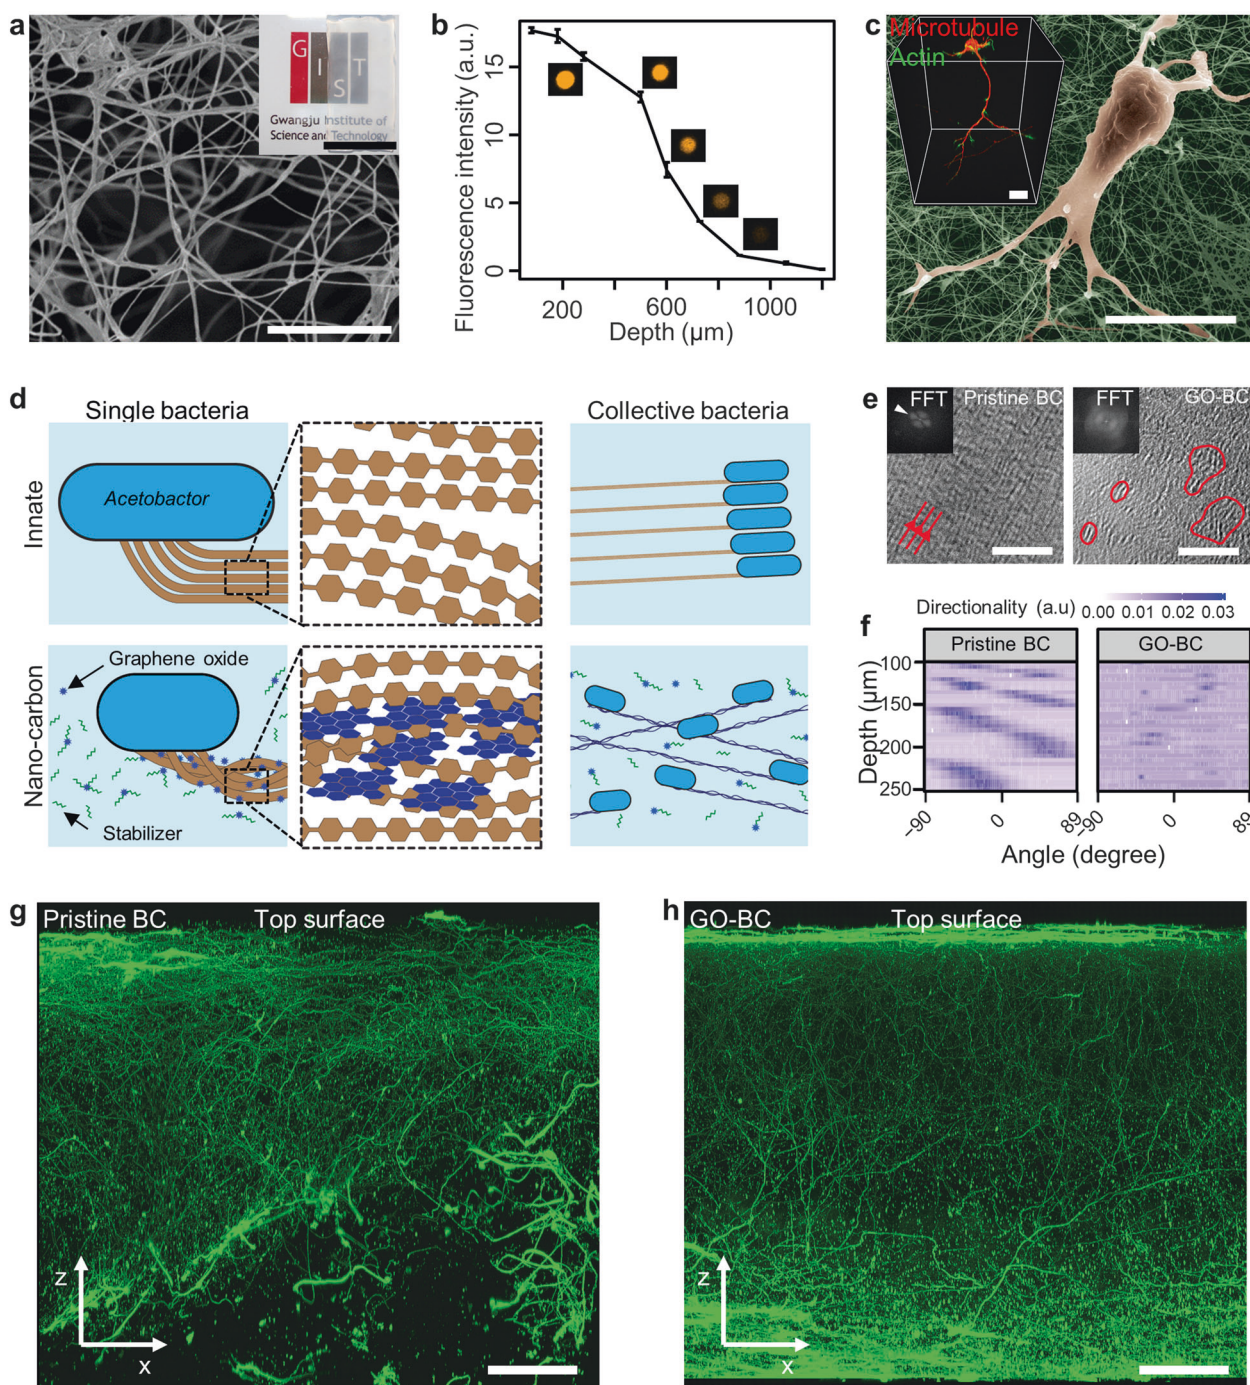 a
G
I
S
T
Gwangju Institute of
Science and Technology
b
Fluorescence intensity (a.u.)
15
10
5
0
200
600
1000
Depth (µm)
c
Microtubule
Actin
d
Single bacteria
Collective bacteria
Innate
Acetobactor
Nano-carbon
Graphene oxide
Stabilizer
e
FFT
Pristine BC
FFT
GO-BC
Directionality (a.u)
0.00 0.01 0.02 0.03
f
Pristine BC
GO-BC
Depth (µm)
100
150
200
250
−90
0
89
−90
0
89
Angle (degree)
g
Pristine BC
Top surface
z
x
h
GO-BC
Top surface
z
x